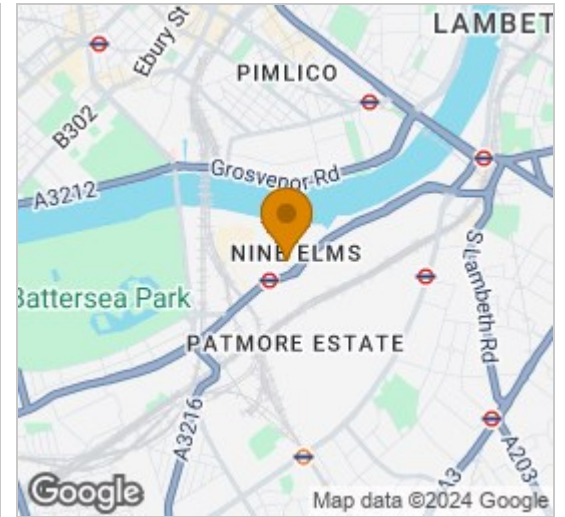 LAMBET
Ebury St
PIMLICO
B302
Grosvenor Rd
A3212
NINE ELMS
S Lambeth Rd
Battersea Park
PATMORE ESTATE
A3216
A203
A3
Google
Map data ©2024 Google